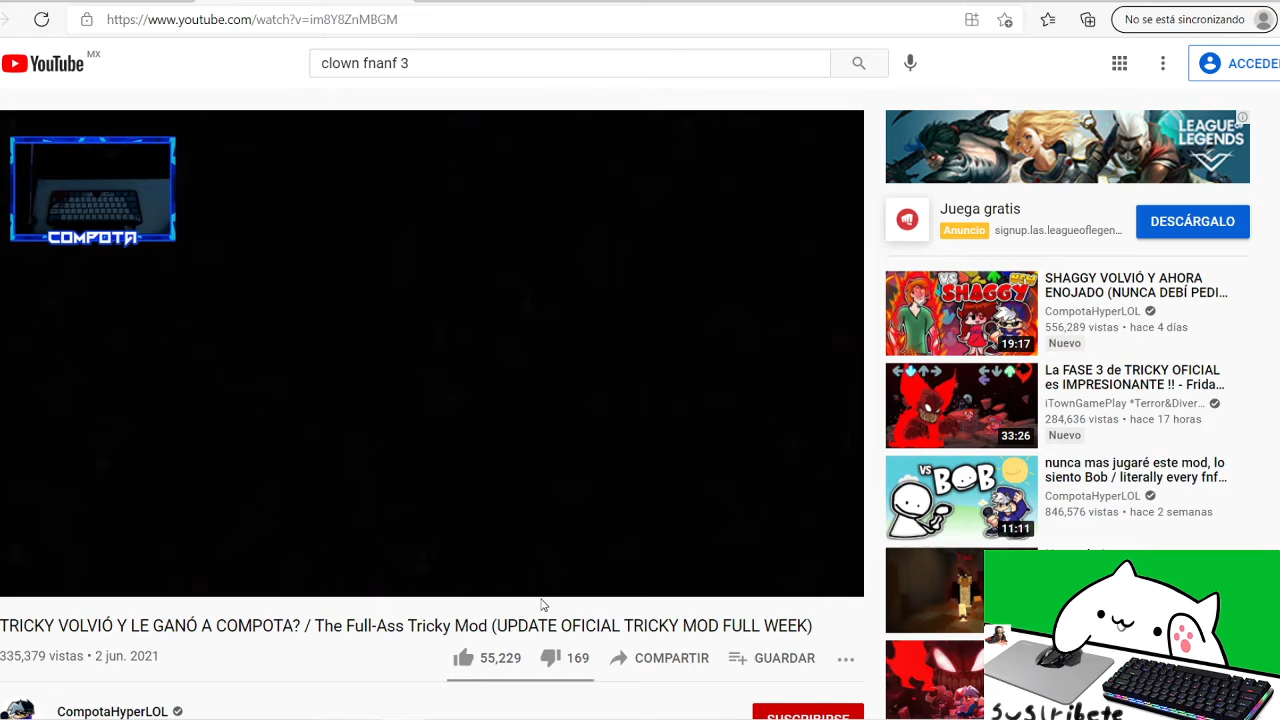 https://www.youtube.com/watch?v=im8Y8ZnMBGM
No se está sincronizando
YouTube MX
clown fnanf 3
ACCEDE
COMPOTA
LEAGUE OF
LEGENDS
Juega gratis
Anuncio signup.las.leagueoflegen...
DESCÁRGALO
VS SHAGGY
19:17
SHAGGY VOLVIÓ Y AHORA
ENOJADO (NUNCA DEBÍ PEDI...
CompotaHyperLOL
556,289 vistas • hace 4 días
Nuevo
33:26
La FASE 3 de TRICKY OFICIAL
es IMPRESIONANTE !! - Frida...
iTownGamePlay *Terror&Diver...
284,636 vistas • hace 17 horas
Nuevo
VS BOB
11:11
nunca mas jugaré este mod, lo
siento Bob / literally every fnf...
CompotaHyperLOL
846,576 vistas • hace 2 semanas
TRICKY VOLVIÓ Y LE GANÓ A COMPOTA? / The Full-Ass Tricky Mod (UPDATE OFICIAL TRICKY MOD FULL WEEK)
335,379 vistas • 2 jun. 2021
55,229
169
COMPARTIR
GUARDAR
CompotaHyperLOL
SUSCRIBIRSE
suscribete